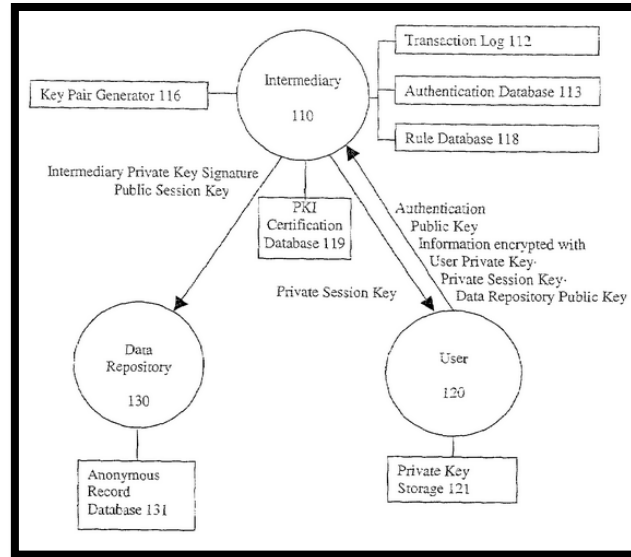 Transaction Log 112
Intermediary
110
Key Pair Generator 116
Authentication Database 113
Rule Database 118
Intermediary Private Key Signature
Public Session Key
PKI
Certification
Database 119
Authentication
Public Key
Information encrypted with
User Private Key·
Private Session Key·
Data Repository Public Key
Private Session Key
Data
Repository
130
User
120
Anonymous
Record
Database 131
Private Key
Storage 121